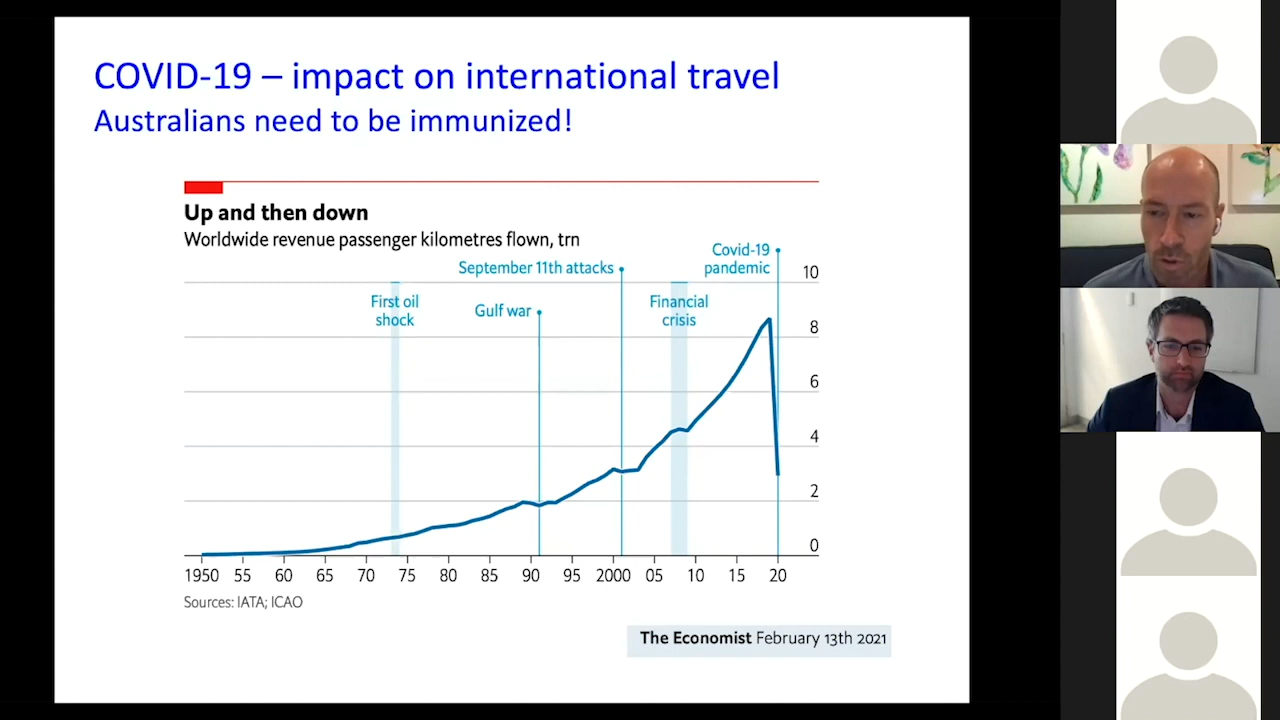 COVID-19 – impact on international travel
Australians need to be immunized!
Up and then down
Worldwide revenue passenger kilometres flown, trn
Covid-19
pandemic
September 11th attacks
10
First oil
shock
Gulf war
Financial
crisis
8
6
4
2
0
1950 55 60 65 70 75 80 85 90 95 2000 05 10 15 20
Sources: IATA; ICAO
The Economist February 13th 2021